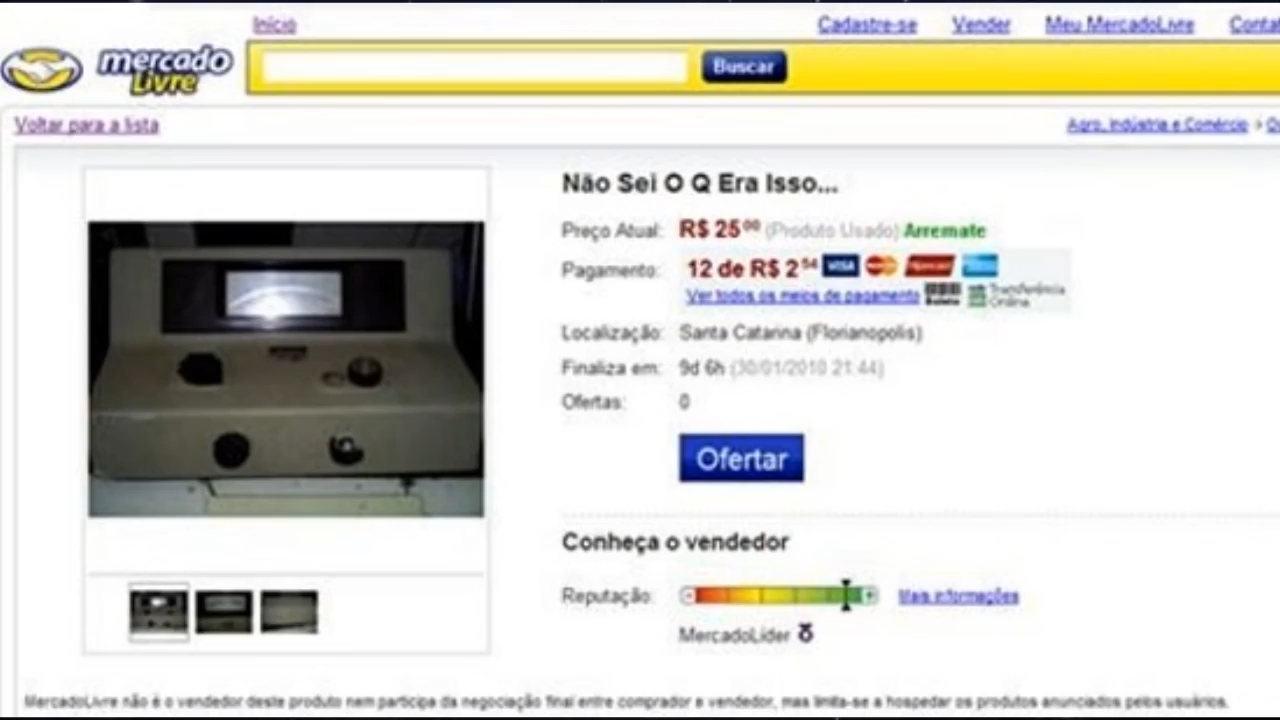 Início
Cadastre-se Vender Meu MercadoLivre
mercado
Livre
Buscar
Voltar para a lista
Agro, Indústria e Comércio
Não Sei O Q Era Isso...
Preço Atual: R$ 25⁰⁰ (Produto Usado) Arremate
Pagamento: 12 de R$ 2⁵⁴ VISA
Ver todos os meios de pagamento Boleto Transferência
Online
Localização: Santa Catarina (Florianopolis)
Finaliza em: 9d 6h (30/01/2010 21:44)
Ofertas: 0
Ofertar
Conheça o vendedor
Reputação: - + Mais informações
MercadoLíder
MercadoLivre não é o vendedor deste produto nem participa da negociação final entre comprador e vendedor, mas limita-se a hospedar os produtos anunciados pelos usuários.